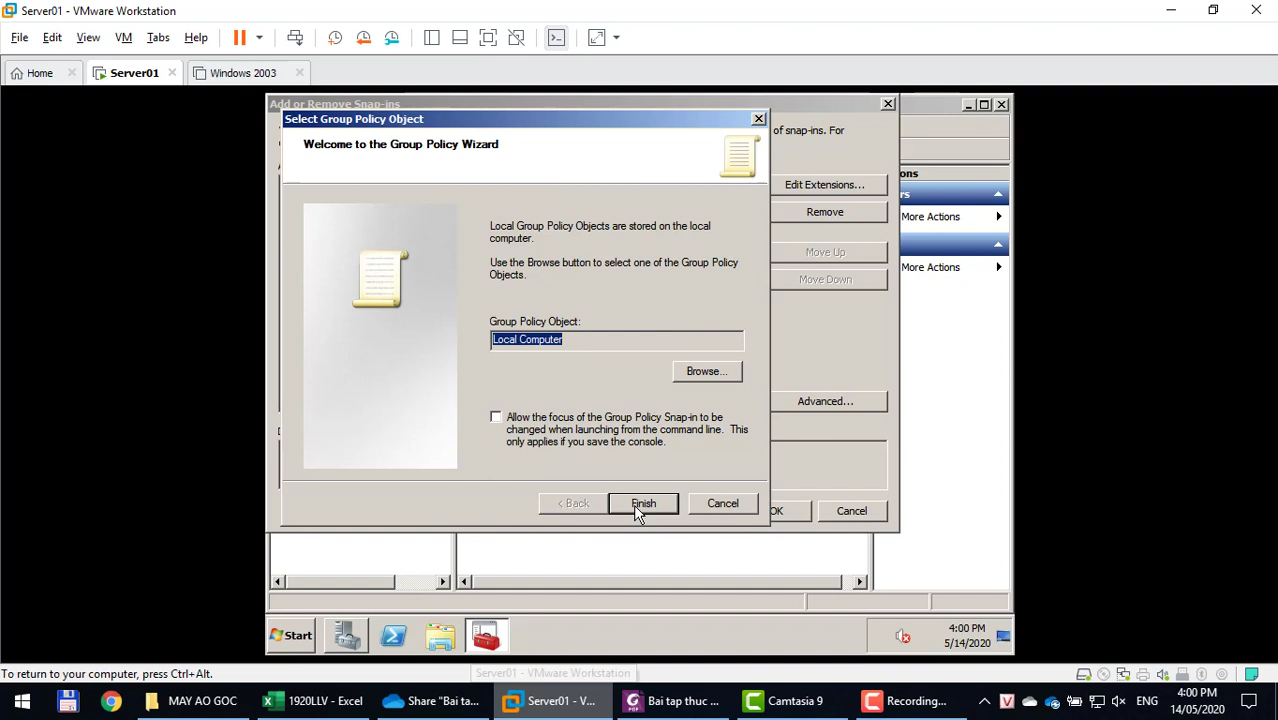 Server01 - VMware Workstation
File Edit View VM Tabs Help
Home Server01 Windows 2003
Add or Remove Snap-ins
Select Group Policy Object
of snap-ins. For
Welcome to the Group Policy Wizard
Edit Extensions...
Remove
More Actions
Local Group Policy Objects are stored on the local
computer.
Use the Browse button to select one of the Group Policy
Objects.
Move Up
More Actions
Move Down
Group Policy Object:
Local Computer
Browse...
Advanced...
Allow the focus of the Group Policy Snap-in to be
changed when launching from the command line. This
only applies if you save the console.
< Back Finish Cancel
OK Cancel
Start
4:00 PM
5/14/2020
To return to your computer, press Ctrl+Alt.
Server01 - VMware Workstation
MAY AO GOC 1920LL.V - Excel Share "Bai ta... Server01 - V... Bai tap thuc ... Camtasia 9 Recording...
ENG
4:00 PM
14/05/2020